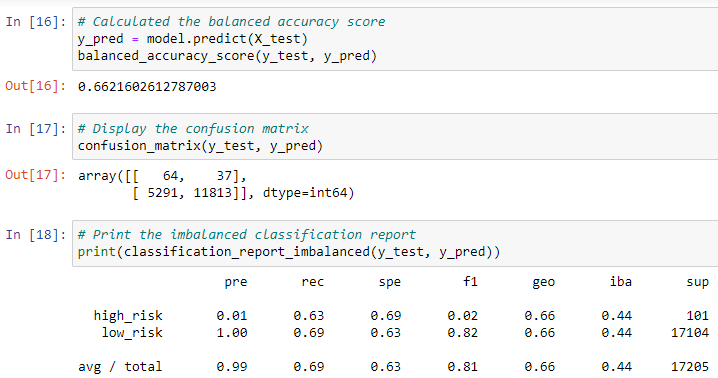 In [16]: # Calculated the balanced accuracy score
y_pred = model.predict(X_test)
balanced_accuracy_score(y_test, y_pred)
Out[16]: 0.6621602612787003
In [17]: # Display the confusion matrix
confusion_matrix(y_test, y_pred)
Out[17]: array([[   64,    37],
       [ 5291, 11813]], dtype=int64)
In [18]: # Print the imbalanced classification report
print(classification_report_imbalanced(y_test, y_pred))
pre rec spe f1 geo iba sup
high_risk 0.01 0.63 0.69 0.02 0.66 0.44 101
low_risk 1.00 0.69 0.63 0.82 0.66 0.44 17104
avg / total 0.99 0.69 0.63 0.81 0.66 0.44 17205